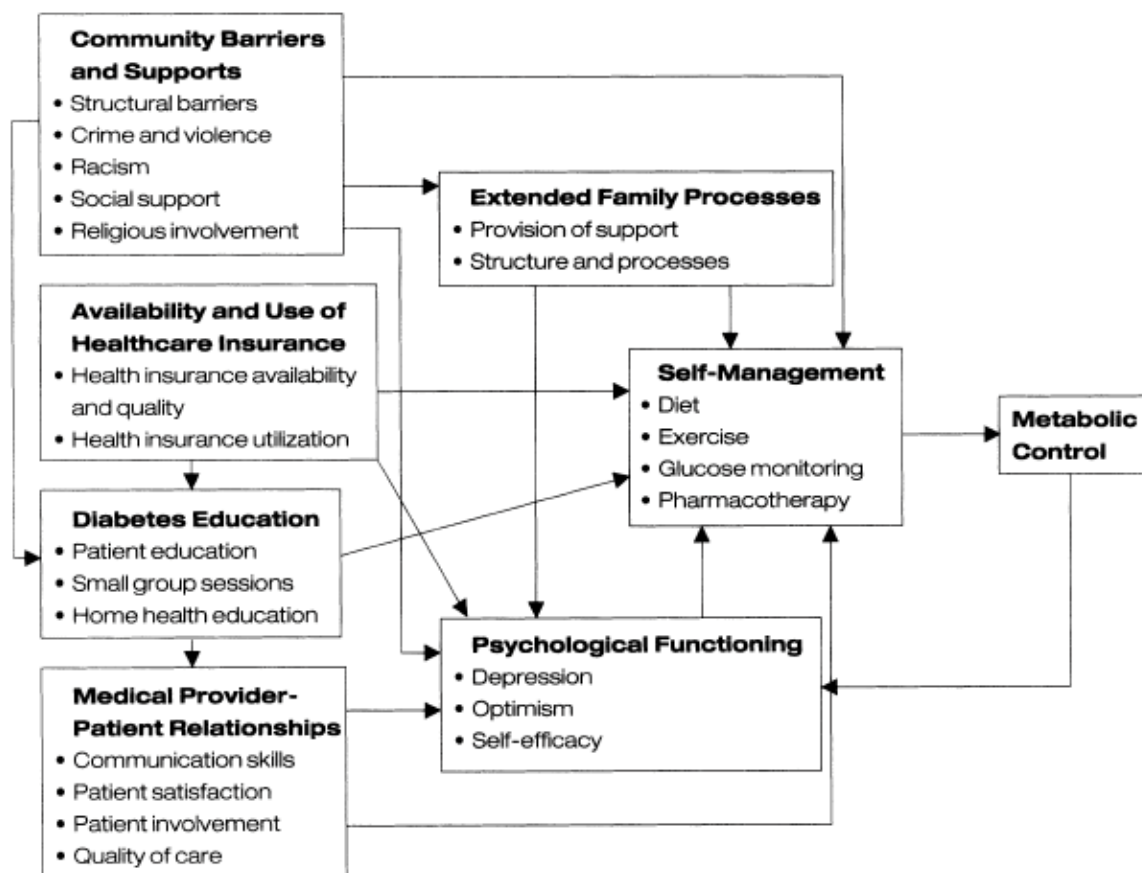 Community Barriers
and Supports
• Structural barriers
• Crime and violence
• Racism
• Social support
• Religious involvement
Extended Family Processes
• Provision of support
• Structure and processes
Availability and Use of
Healthcare Insurance
• Health insurance availability
and quality
• Health insurance utilization
Self-Management
• Diet
• Exercise
• Glucose monitoring
• Pharmacotherapy
Metabolic
Control
Diabetes Education
• Patient education
• Small group sessions
• Home health education
Psychological Functioning
• Depression
• Optimism
• Self-efficacy
Medical Provider-
Patient Relationships
• Communication skills
• Patient satisfaction
• Patient involvement
• Quality of care